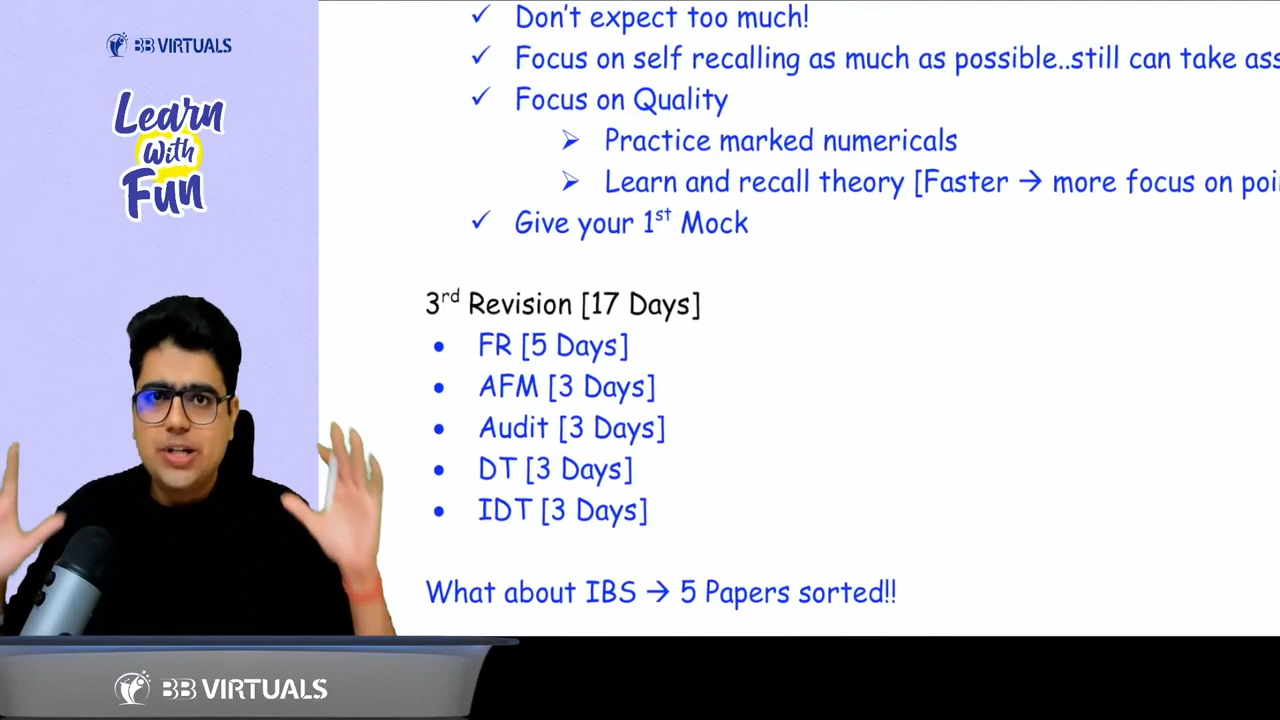 BB VIRTUALS
Learn
With
Fun
✓ Don't expect too much!
✓ Focus on self recalling as much as possible..still can take
✓ Focus on Quality
➢ Practice marked numericals
➢ Learn and recall theory [Faster → more focus on
✓ Give your 1st Mock
3rd Revision [17 Days]
• FR [5 Days]
• AFM [3 Days]
• Audit [3 Days]
• DT [3 Days]
• IDT [3 Days]
What about IBS → 5 Papers sorted!!
BB VIRTUALS